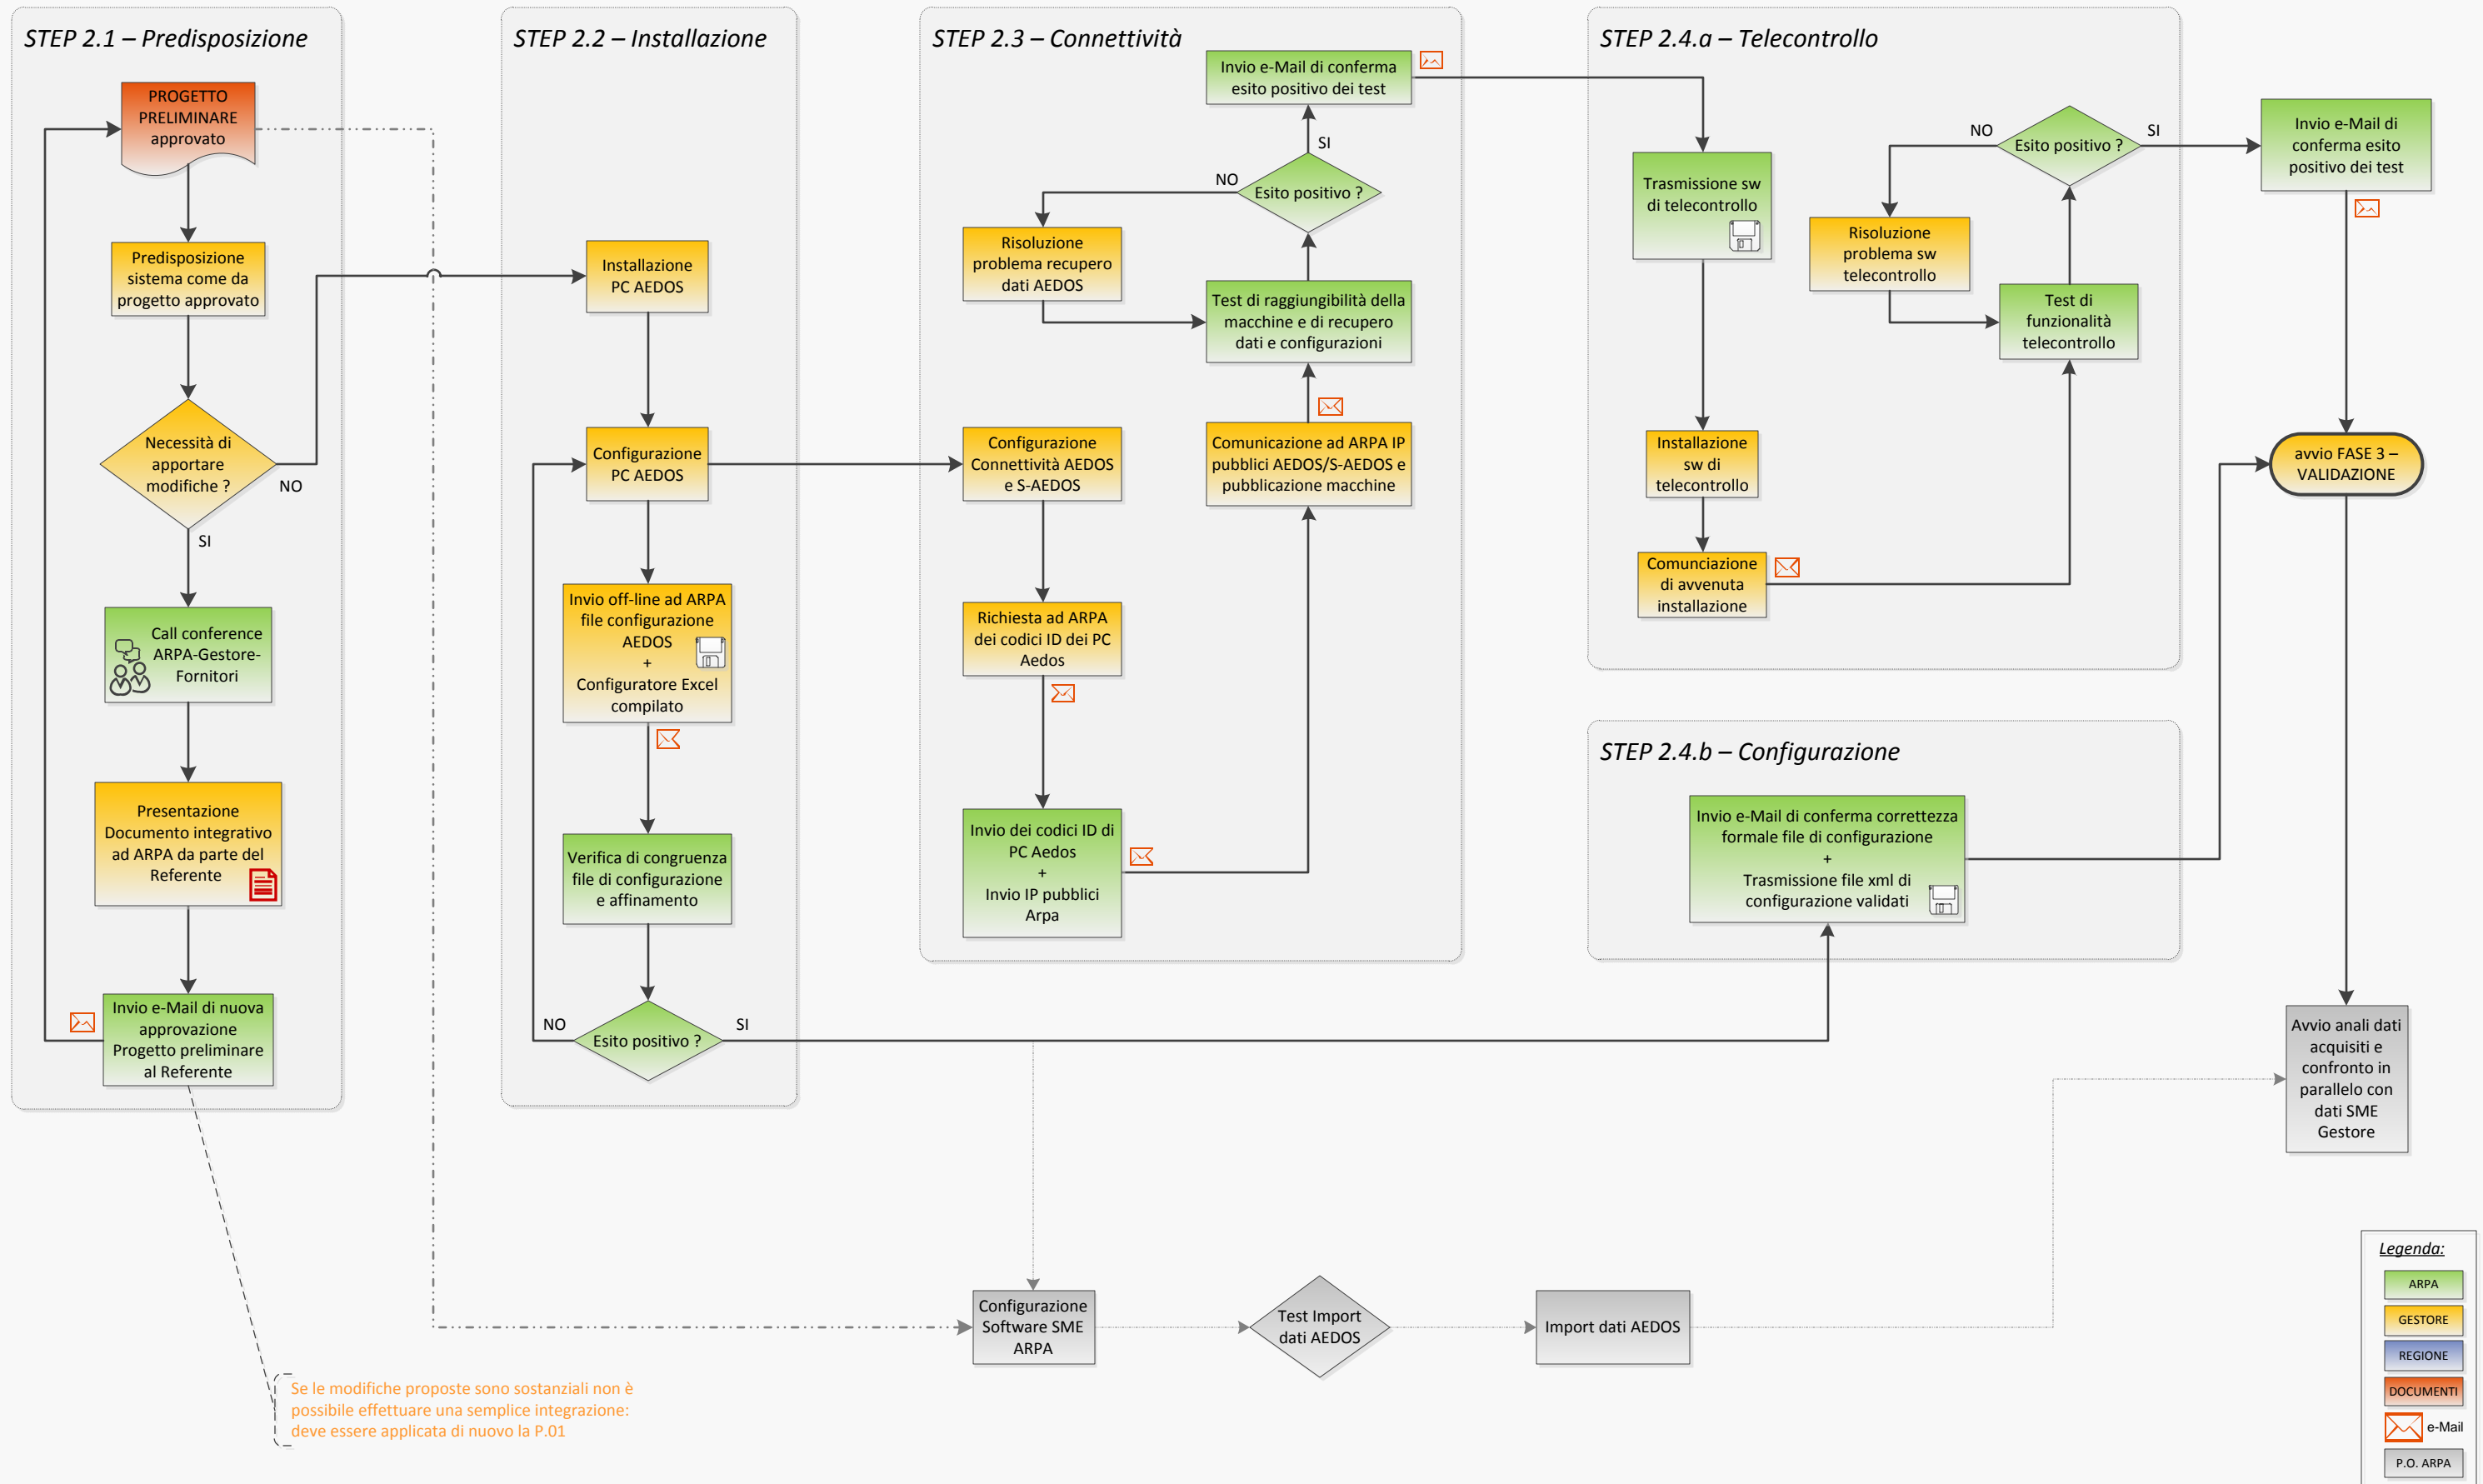 STEP 2.1 – Predisposizione
PROGETTO
PRELIMINARE
approvato
Predisposizione
sistema come da
progetto approvato
Necessità di
apportare
modifiche ?
NO
SI
Call conference
ARPA-Gestore-
Fornitori
Presentazione
Documento integrativo
ad ARPA da parte del
Referente
Invio e-Mail di nuova
approvazione
Progetto preliminare
al Referente
Se le modifiche proposte sono sostanziali non è
possibile effettuare una semplice integrazione:
deve essere applicata di nuovo la P.01
STEP 2.2 – Installazione
Installazione
PC AEDOS
Configurazione
PC AEDOS
Invio off-line ad ARPA
file configurazione
AEDOS
+
Configuratore Excel
compilato
Verifica di congruenza
file di configurazione
e affinamento
Esito positivo ?
NO
SI
STEP 2.3 – Connettività
Invio e-Mail di conferma
esito positivo dei test
SI
NO
Esito positivo ?
Risoluzione
problema recupero
dati AEDOS
Test di raggiungibilità della
macchine e di recupero
dati e configurazioni
Configurazione
Connettività AEDOS
e S-AEDOS
Comunicazione ad ARPA IP
pubblici AEDOS/S-AEDOS e
pubblicazione macchine
Richiesta ad ARPA
dei codici ID dei PC
Aedos
Invio dei codici ID di
PC Aedos
+
Invio IP pubblici
Arpa
STEP 2.4.a – Telecontrollo
Trasmissione sw
di telecontrollo
Installazione
sw di
telecontrollo
Comunciazione
di avvenuta
installazione
NO
Esito positivo ?
SI
Risoluzione
problema sw
telecontrollo
Test di
funzionalità
telecontrollo
Invio e-Mail di
conferma esito
positivo dei test
avvio FASE 3 –
VALIDAZIONE
STEP 2.4.b – Configurazione
Invio e-Mail di conferma correttezza
formale file di configurazione
+
Trasmissione file xml di
configurazione validati
Avvio anali dati
acquisiti e
confronto in
parallelo con
dati SME
Gestore
Configurazione
Software SME
ARPA
Test Import
dati AEDOS
Import dati AEDOS
Legenda:
ARPA
GESTORE
REGIONE
DOCUMENTI
e-Mail
P.O. ARPA